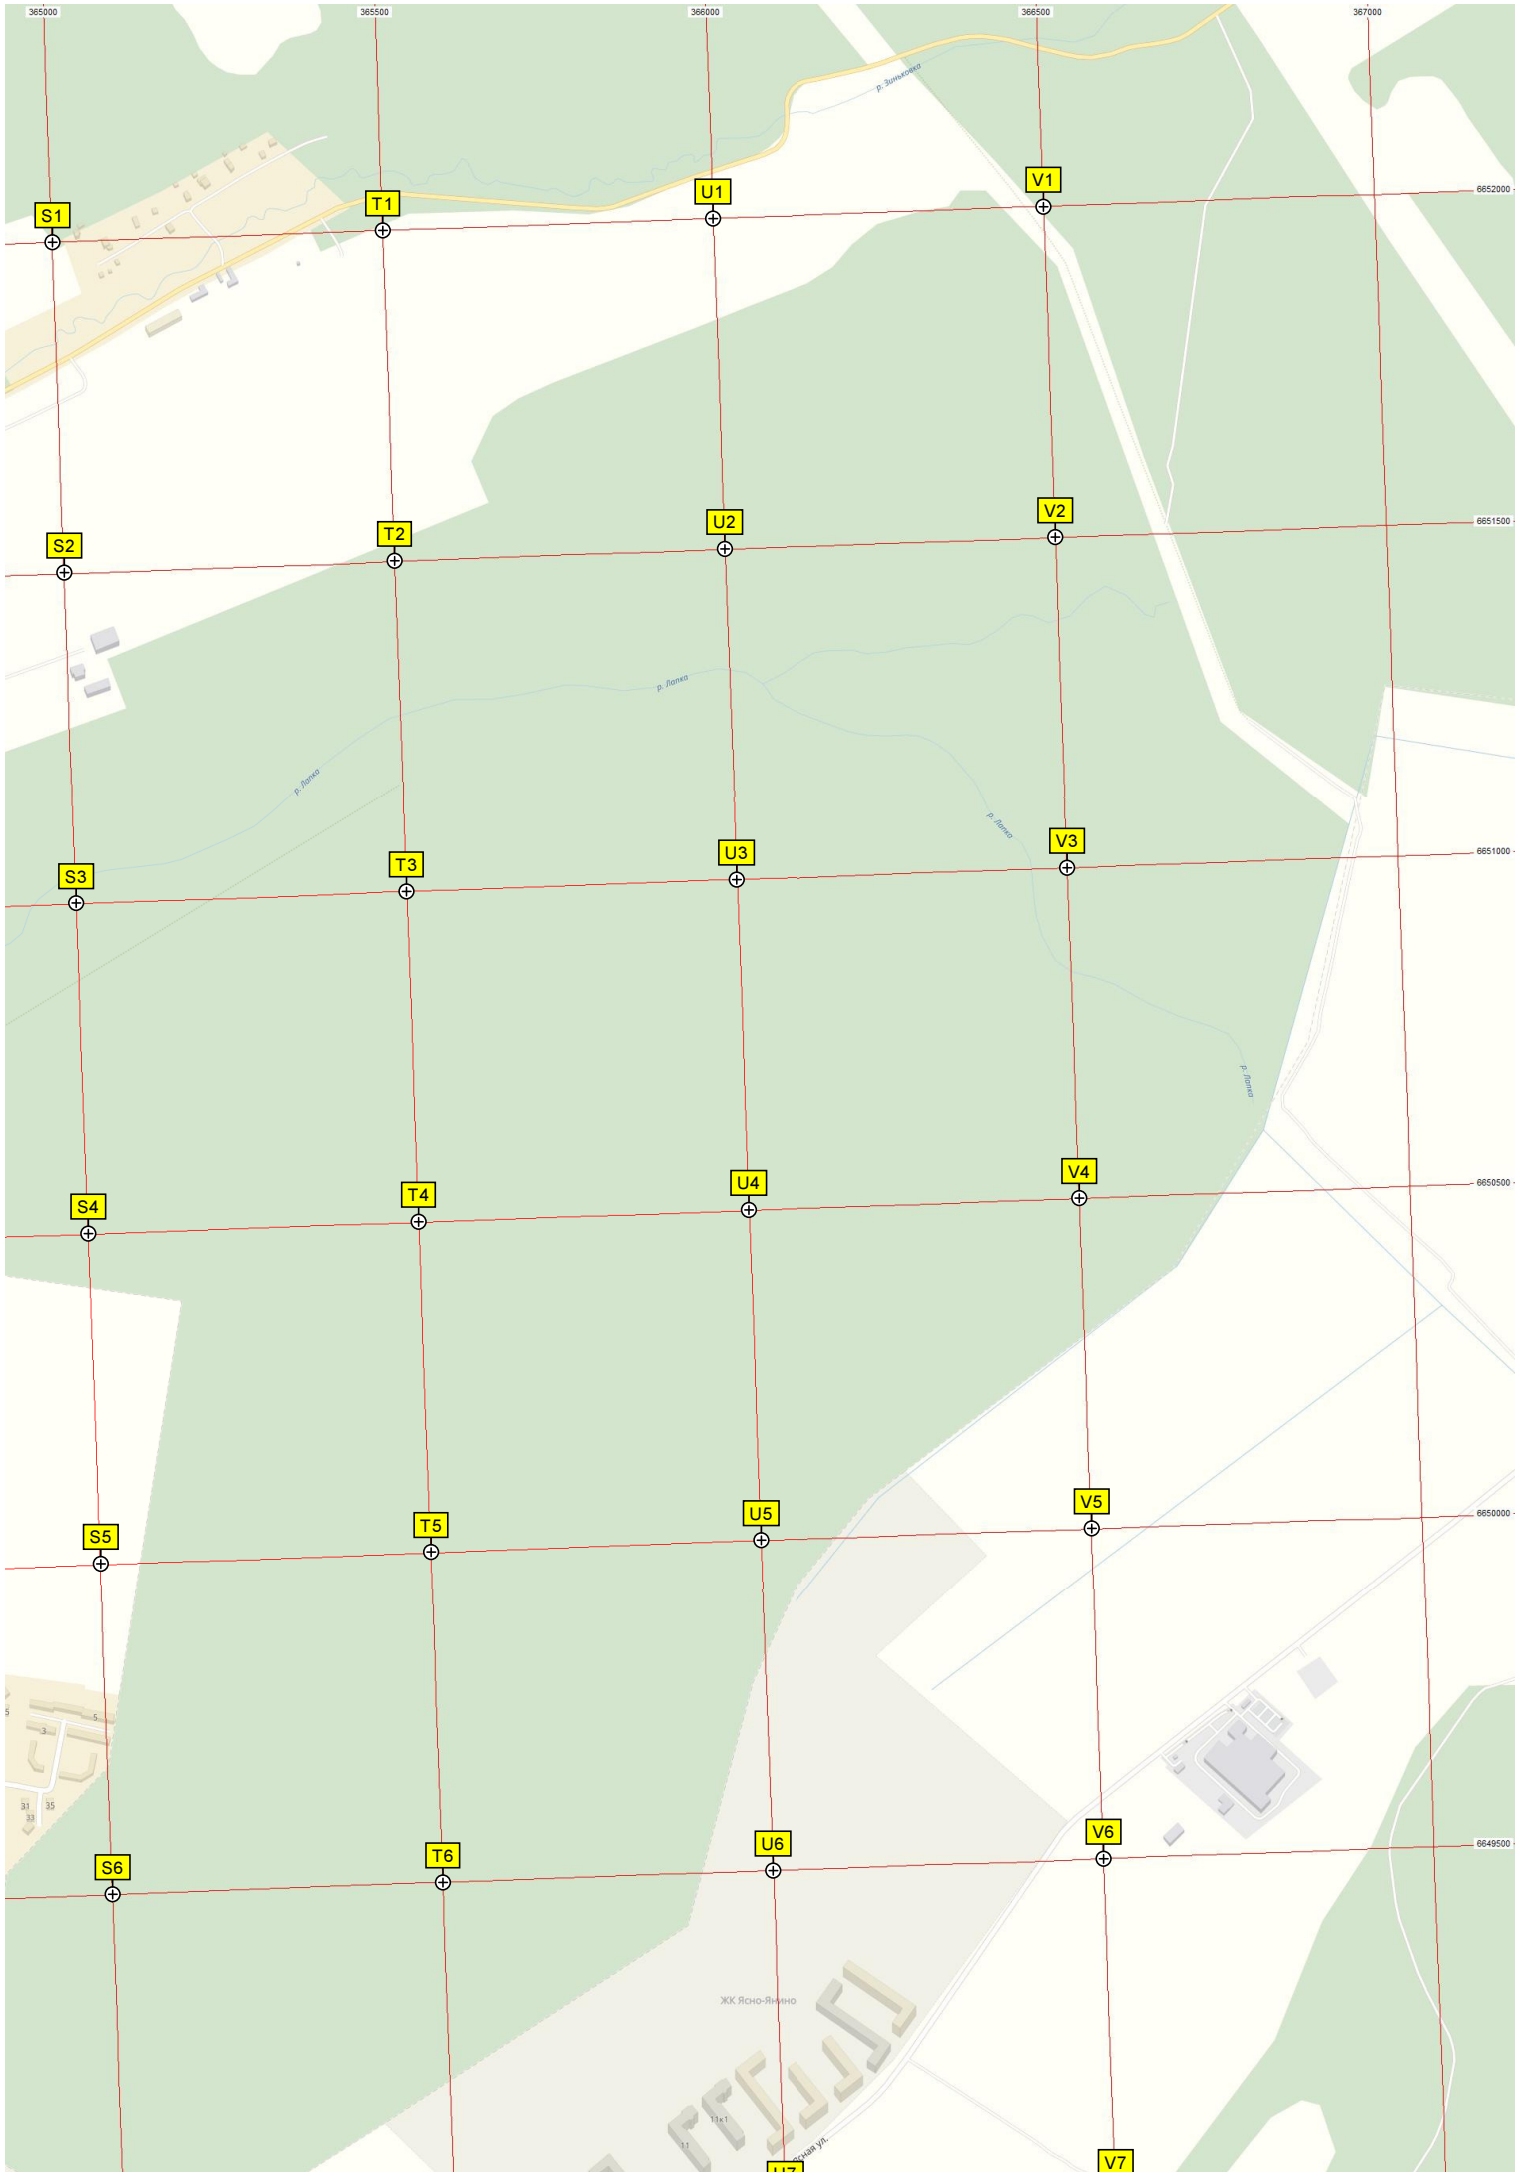 365000
365500
366000
366500
367000
р. Зиньковка
V1
6652000
U1
T1
S1
V2
6651500
U2
T2
S2
р. Лапка
р. Лапка
р. Лапка
V3
6651000
U3
T3
S3
р. Лапка
V4
6650500
U4
T4
S4
V5
6650000
U5
T5
S5
5
5
3
31
35
33
V6
6649500
U6
T6
S6
ЖК Ясно-Янино
11к1
11
V7
U7